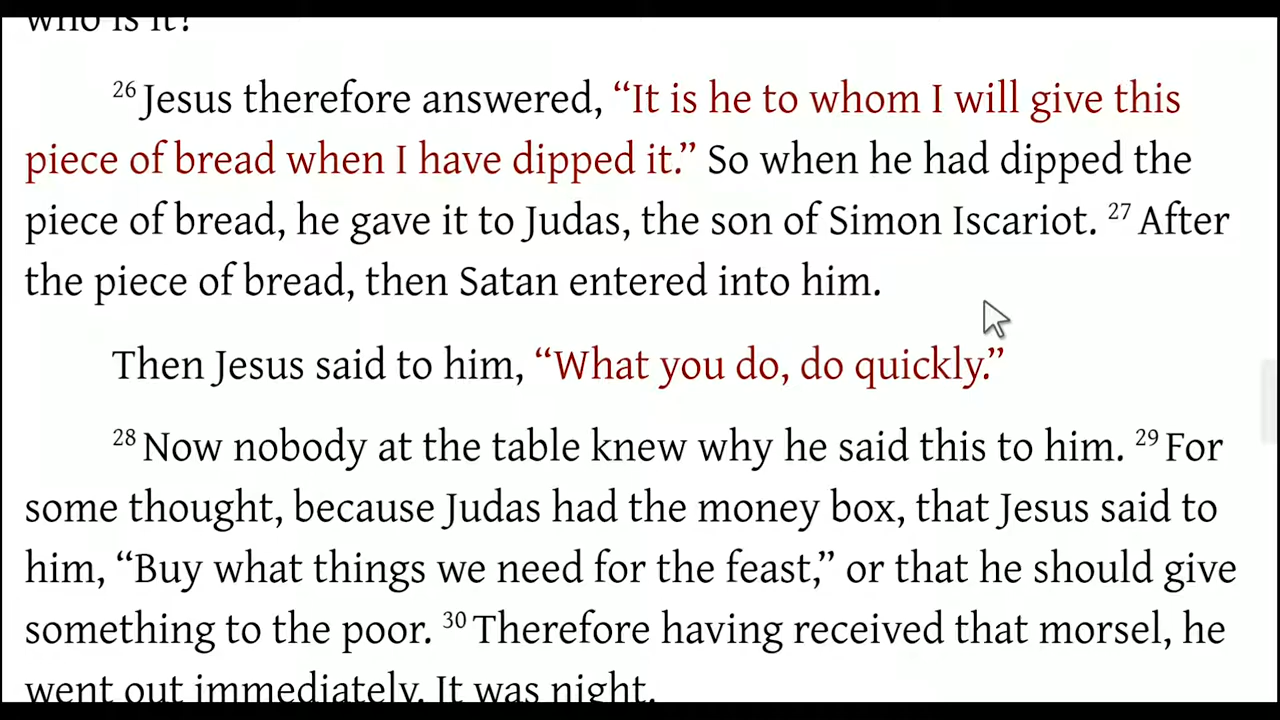 who is it?
26 Jesus therefore answered, “It is he to whom I will give this
piece of bread when I have dipped it.” So when he had dipped the
piece of bread, he gave it to Judas, the son of Simon Iscariot. 27 After
the piece of bread, then Satan entered into him.
Then Jesus said to him, “What you do, do quickly.”
28 Now nobody at the table knew why he said this to him. 29 For
some thought, because Judas had the money box, that Jesus said to
him, “Buy what things we need for the feast,” or that he should give
something to the poor. 30 Therefore having received that morsel, he
went out immediately. It was night.